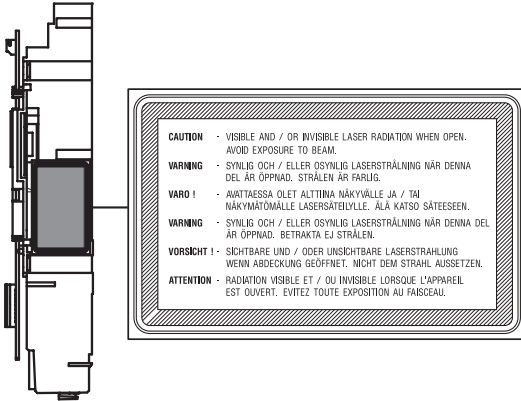 CAUTION - VISIBLE AND / OR INVISIBLE LASER RADIATION WHEN OPEN.
AVOID EXPOSURE TO BEAM.
VARNING - SYNLIG OCH / ELLER OSYNLIG LASERSTRÅLNING NÄR DENNA
DEL ÄR ÖPPNAD. STRÅLEN ÄR FARLIG.
VARO ! - AVATTAESSA OLET ALTTIINA NÄKYVÄLLE JA / TAI
NÄKYMÄTÖMÄLLE LASERSÄTEILYLLE. ÄLÄ KATSO SÄTEESEEN.
VARNING - SYNLIG OCH / ELLER OSYNLIG LASERSTRÅLNING NÄR DENNA DEL
ÄR ÖPPNAD. BETRAKTA EJ STRÅLEN.
VORSICHT ! - SICHTBARE UND / ODER UNSICHTBARE LASERSTRAHLUNG
WENN ABDECKUNG GEÖFFNET. NICHT DEM STRAHL AUSSETZEN.
ATTENTION - RADIATION VISIBLE ET / OU INVISIBLE LORSQUE L'APPAREIL
EST OUVERT. EVITEZ TOUTE EXPOSITION AU FAISCEAU.